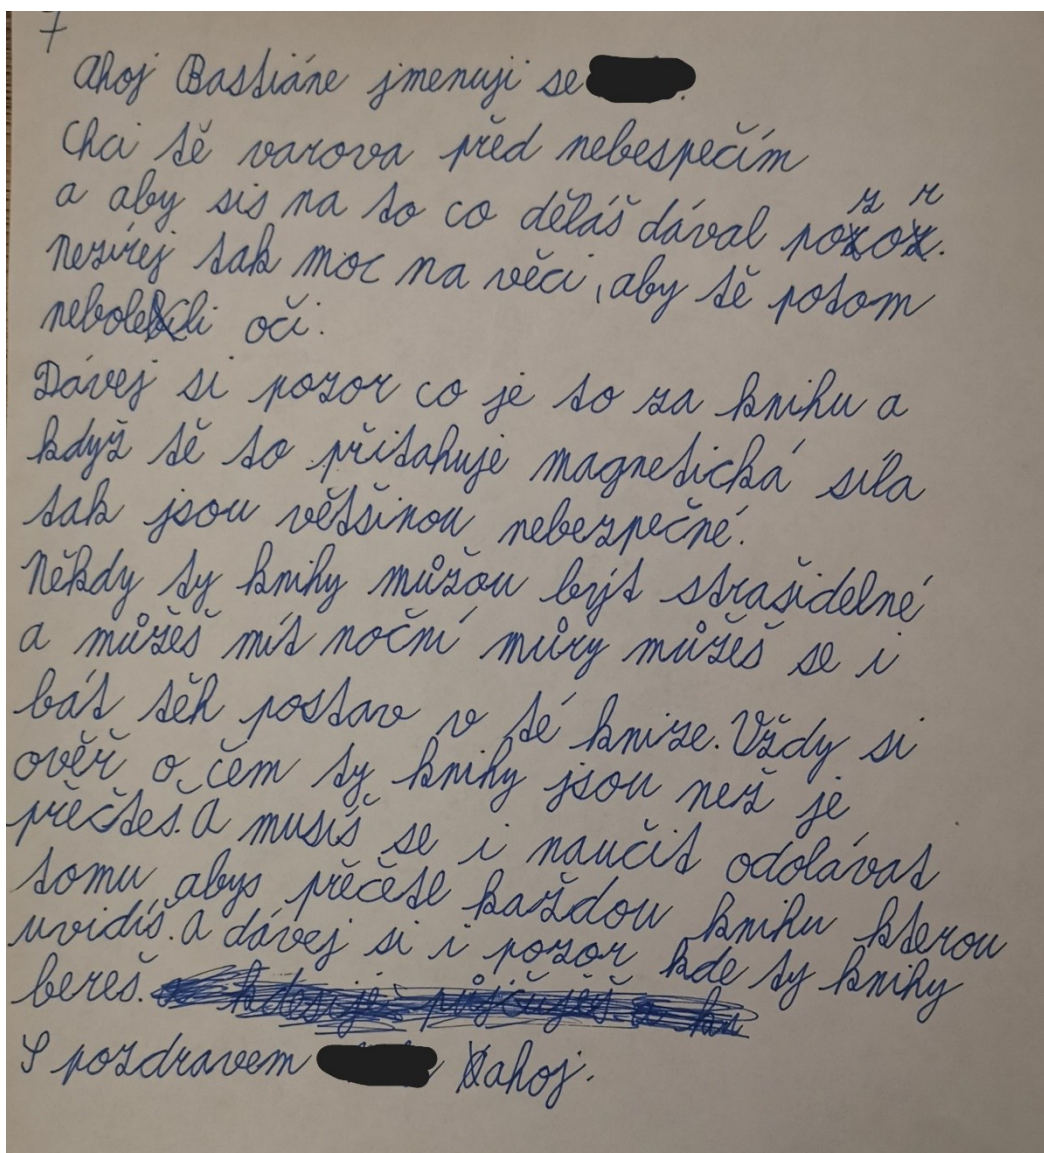 7
Ahoj Bastiáne jmenuji se
Chci tě varova před nebespečím
a aby sis na to co děláš dával pozor.
Nezírej tak moc na věci, aby tě potom
neboleli oči.
Dávej si pozor co je to za knihu a
když tě to přitahuje magnetická síla
tak jsou většinou nebezpečné.
Někdy ty knihy můžou být strašidelné
a můžeš mít noční můry můžeš se i
bát těh postav v té knize. Vždy si
ověř o čem ty knihy jsou než je
přečteš. A musíš se i naučit odolávat
tomu abys přečete každou knihu kterou
uvidíš. A dávej si i pozor kde ty knihy
bereš.
S pozdravem ahoj.